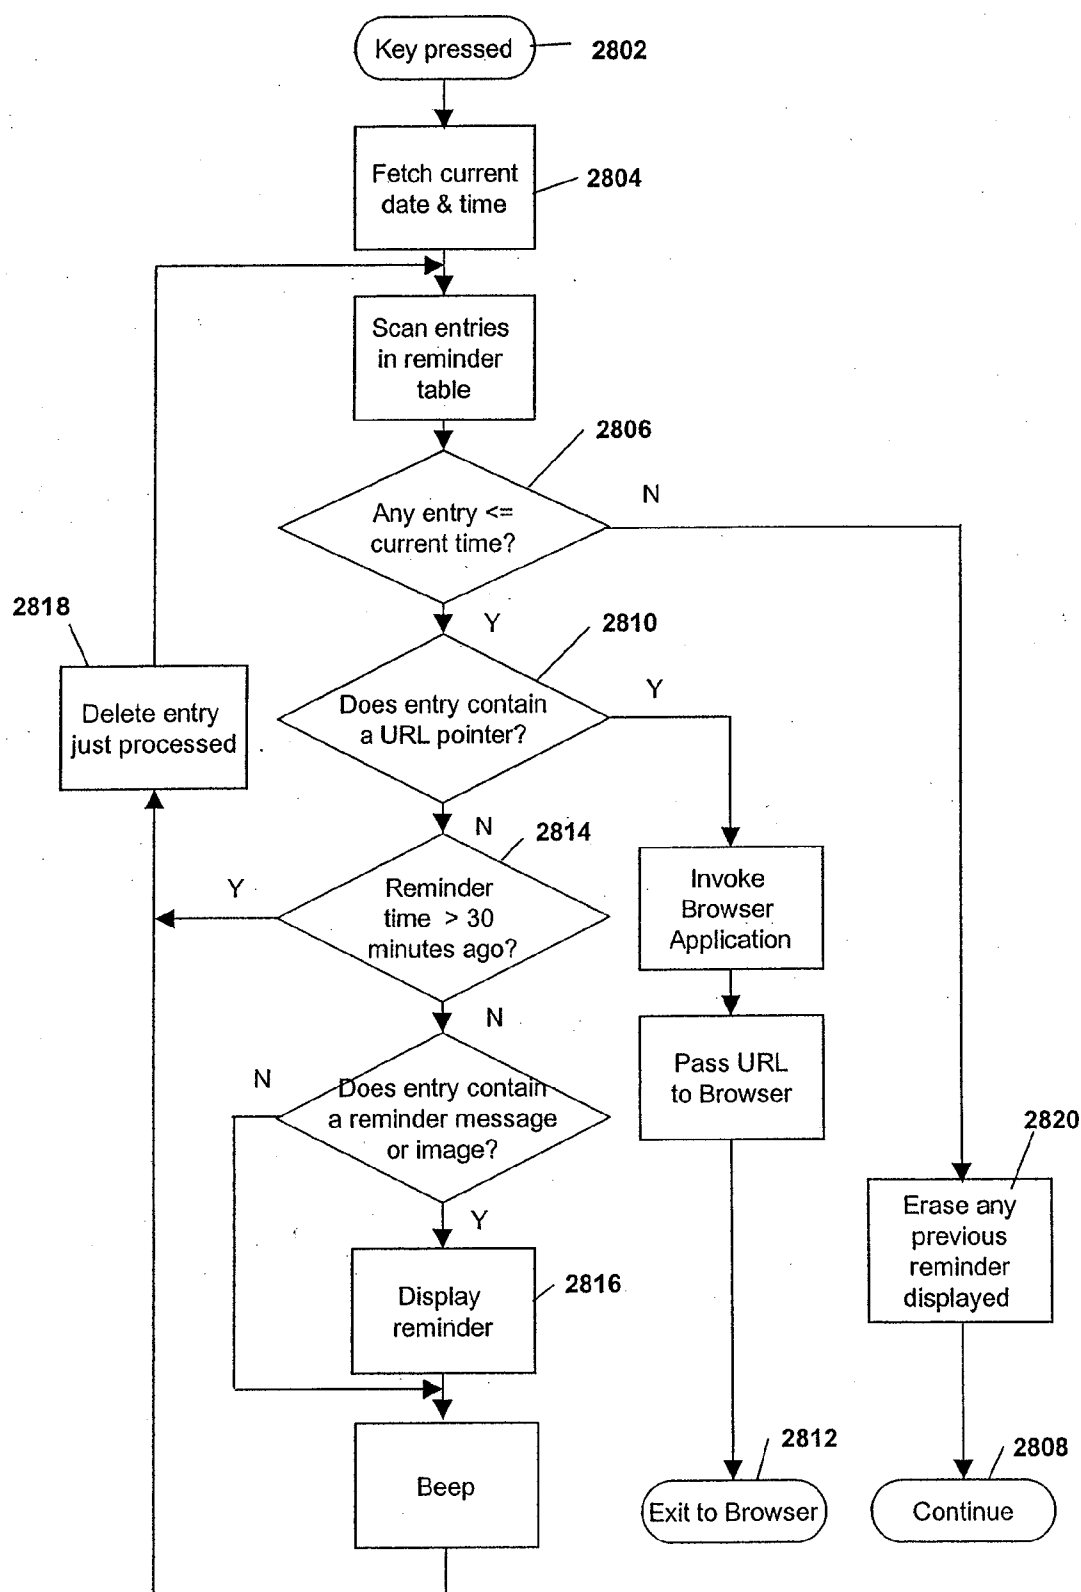 Key pressed
2802
Fetch current
date & time
2804
Scan entries
in reminder
table
2806
Any entry <=
current time?
N
Y
2818
Delete entry
just processed
2810
Does entry contain
a URL pointer?
Y
N
2814
Reminder
time > 30
minutes ago?
Y
N
Invoke
Browser
Application
Pass URL
to Browser
Does entry contain
a reminder message
or image?
N
Y
2820
Erase any
previous
reminder
displayed
Display
reminder
2816
Beep
2812
Exit to Browser
2808
Continue